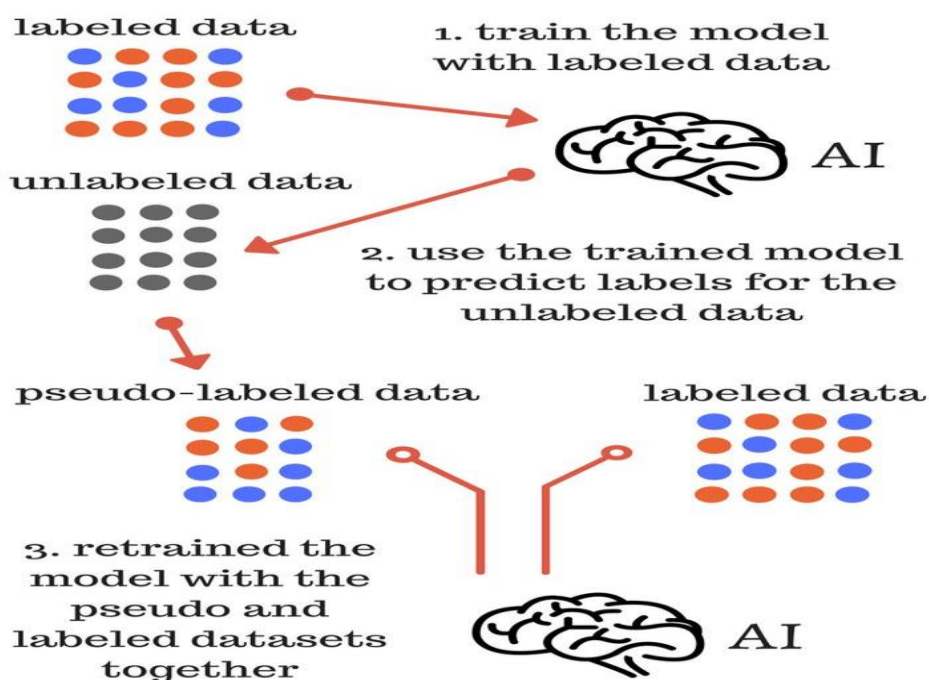 labeled data
1. train the model
with labeled data
AI
unlabeled data
2. use the trained model
to predict labels for the
unlabeled data
pseudo-labeled data
labeled data
3. retrained the
model with the
pseudo and
labeled datasets
together
AI